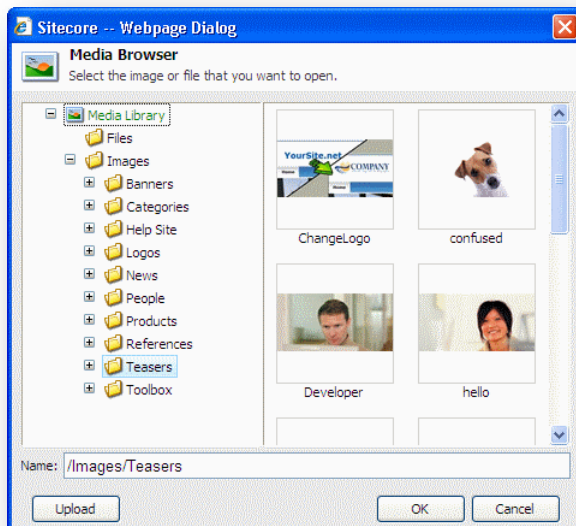 Sitecore -- Webpage Dialog
Media Browser
Select the image or file that you want to open.
Media Library
Files
Images
Banners
Categories
Help Site
Logos
News
People
Products
References
Teasers
Toolbox
YourSite.net
COMPANY
Home
Home
ChangeLogo
confused
Developer
hello
Name: /Images/Teasers
Upload OK Cancel